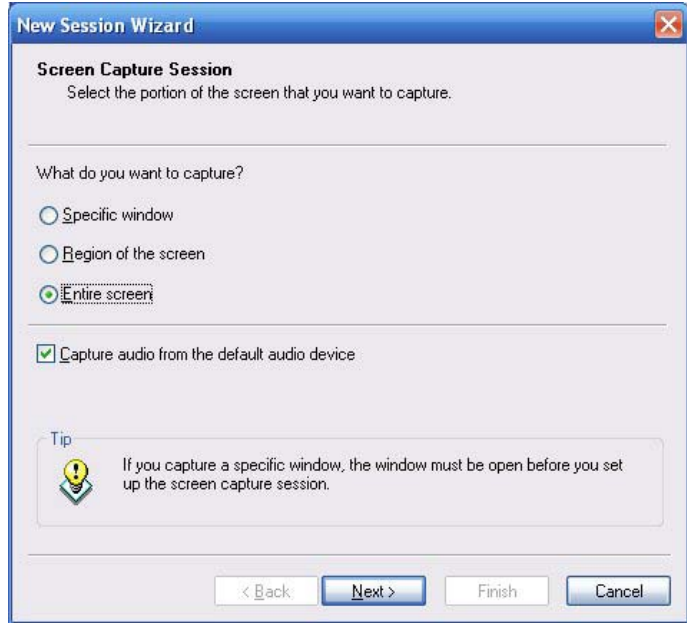 New Session Wizard
Screen Capture Session
Select the portion of the screen that you want to capture.
What do you want to capture?
Specific window
Region of the screen
Entire screen
Capture audio from the default audio device
Tip
If you capture a specific window, the window must be open before you set
up the screen capture session.
< Back Next > Finish Cancel